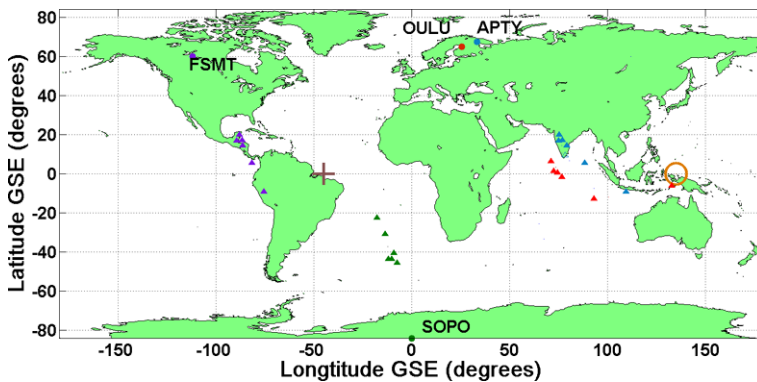 OULU APTY
80
60
FSMT
40
20
0
-20
-40
-60
SOPO
-80
-150 -100 -50 0 50 100 150
Latitude GSE (degrees)
Longtitude GSE (degrees)